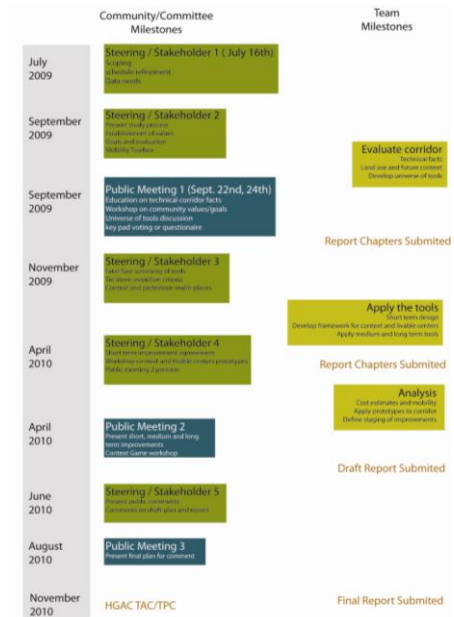 Community/Committee
Milestones
Team
Milestones
July
2009
Steering / Stakeholder 1 ( July 16th)
Scoping
schedule refinement
Data needs
September
2009
Steering / Stakeholder 2
Present study process
Establishment of values
Goals and evaluation
Mobility Toolbox
Evaluate corridor
Technical facts
Land use and future context
Develop universe of tools
September
2009
Public Meeting 1 (Sept. 22nd, 24th)
Education on technical corridor facts
Workshop on community values/goals
Universe of tools discussion
key pad voting or questionaire
Report Chapters Submited
November
2009
Steering / Stakeholder 3
screening of tools
criteria
Context and
Apply the tools
Short term design
Develop framework for context and livable centers
Apply medium and long term tools
April
2010
Steering / Stakeholder 4
Short term improvement agreement
Workshop context and livable centers prototypes
Public meeting 2 preview
Report Chapters Submited
Analysis
Cost estimates and mobility
Apply prototypes to corridor
Define staging of improvements
April
2010
Public Meeting 2
Present short, medium and long
term improvements
Context Game workshop
Draft Report Submited
June
2010
Steering / Stakeholder 5
Present public comments
Comments on draft plan and report
August
2010
Public Meeting 3
Present final plan for comment
November
2010
HGAC TAC/TPC
Final Report Submited